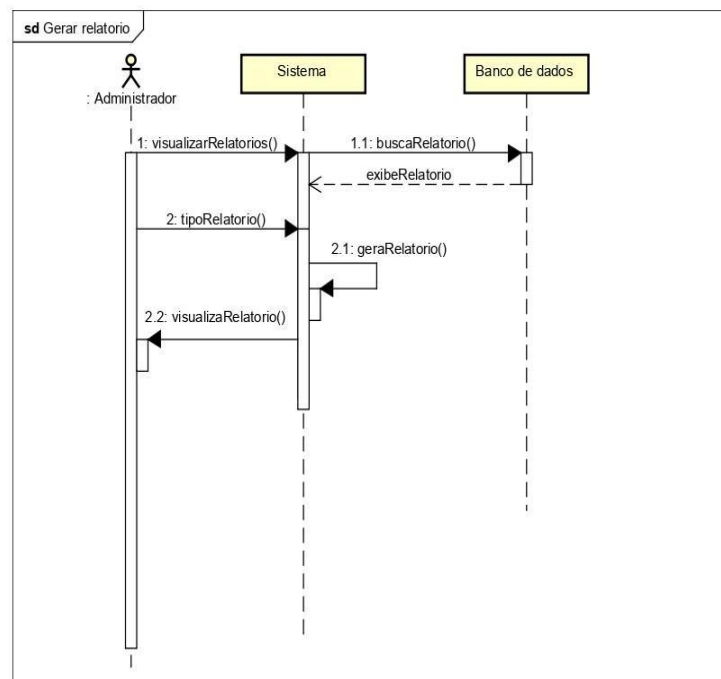 sd Gerar relatorio
: Administrador
Sistema
Banco de dados
1: visualizarRelatorios()
1.1: buscaRelatorio()
exibeRelatorio
2: tipoRelatorio()
2.1: geraRelatorio()
2.2: visualizaRelatorio()